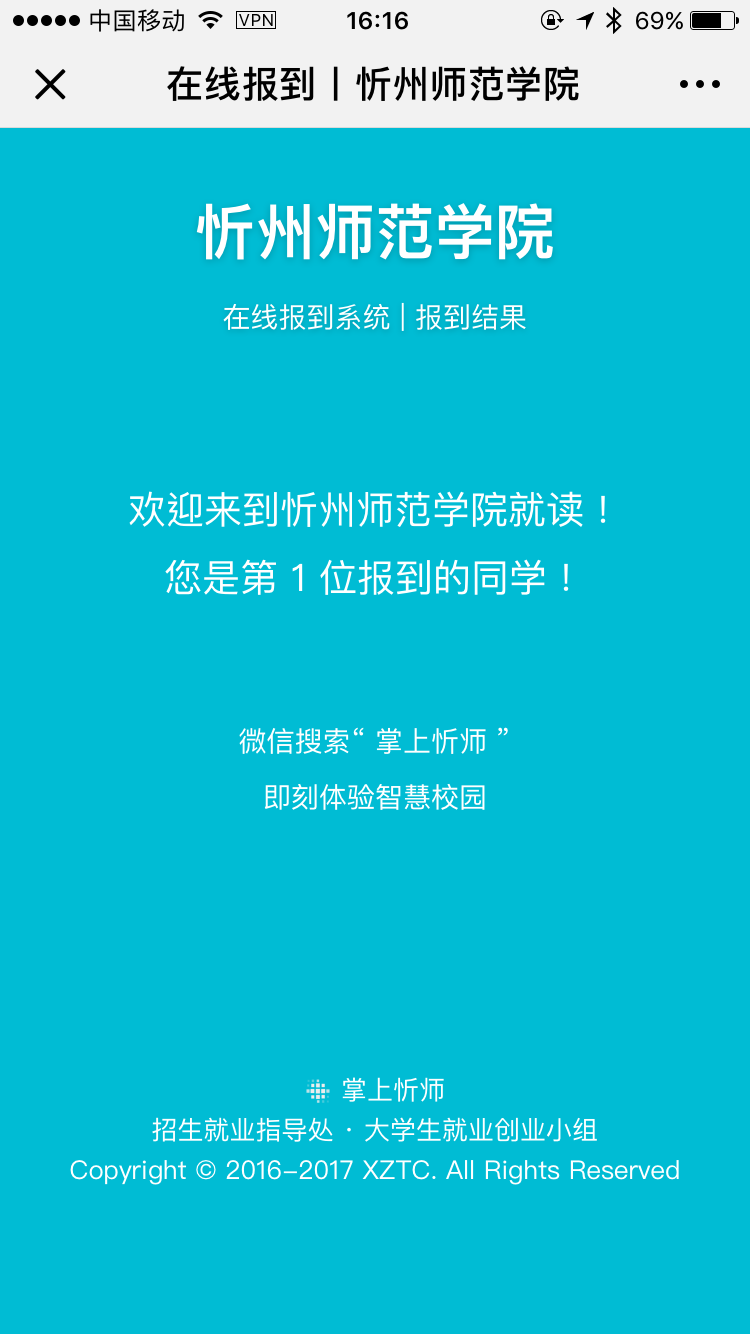 中国移动 VPN 16:16 69%
在线报到丨忻州师范学院
忻州师范学院
在线报到系统 | 报到结果
欢迎来到忻州师范学院就读！
您是第 1 位报到的同学！
微信搜索“ 掌上忻师 ”
即刻体验智慧校园
掌上忻师
招生就业指导处 · 大学生就业创业小组
Copyright © 2016-2017 XZTC. All Rights Reserved